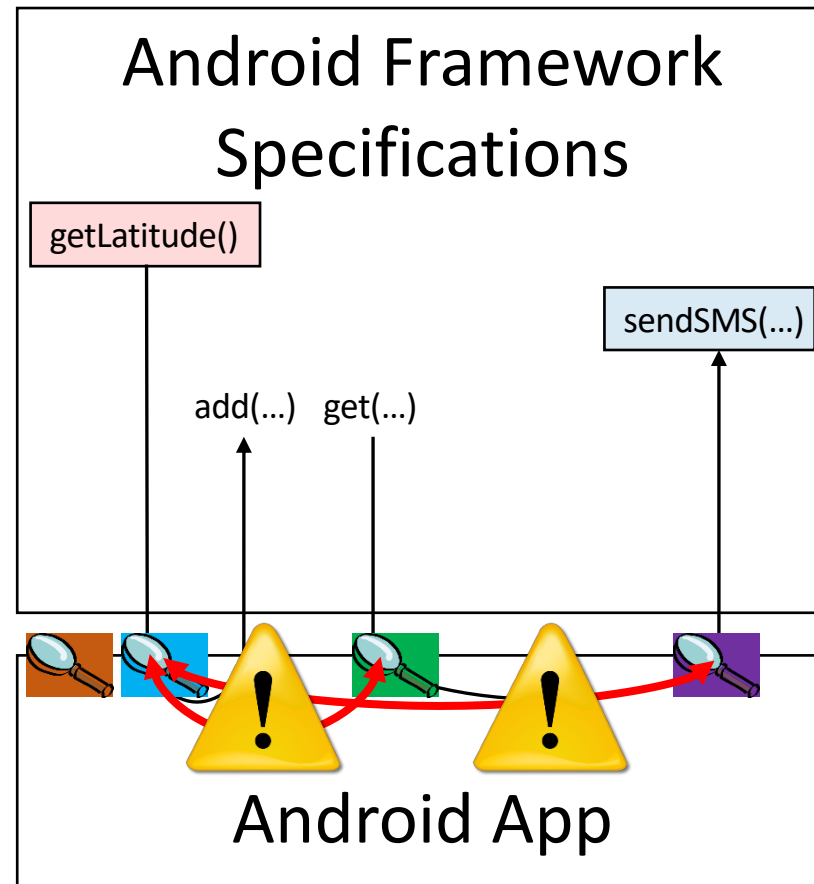 Android Framework
Specifications
getLatitude()
sendSMS(…)
add(…) get(…)
! !
Android App